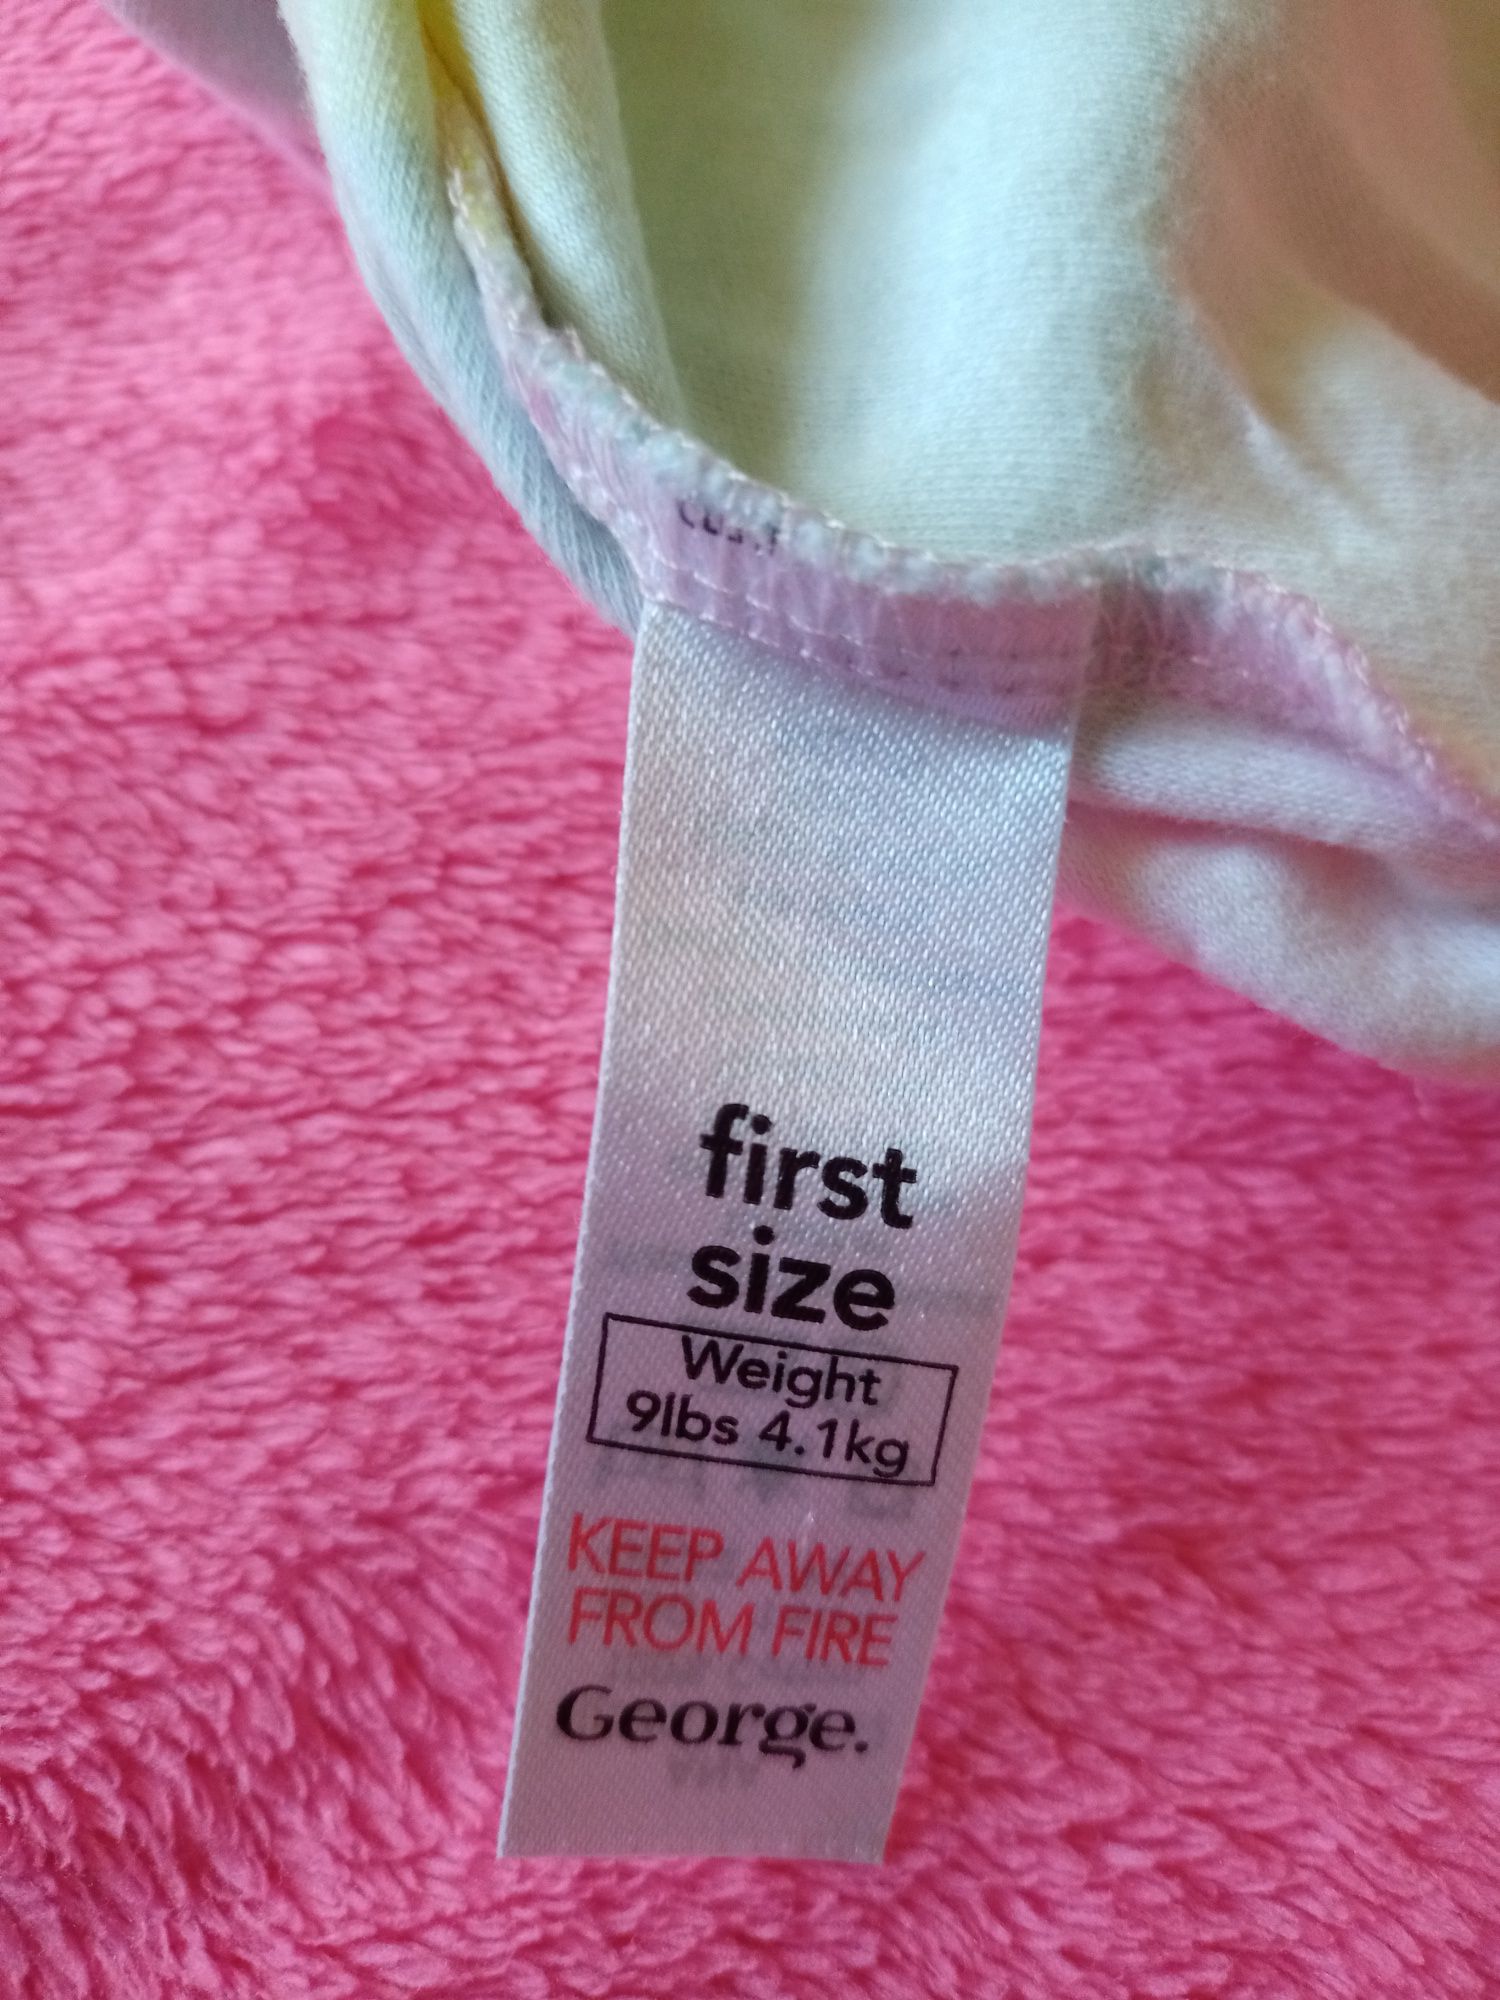 first
size
Weight
9lbs 4.1kg
KEEP AWAY
FROM FIRE
George.